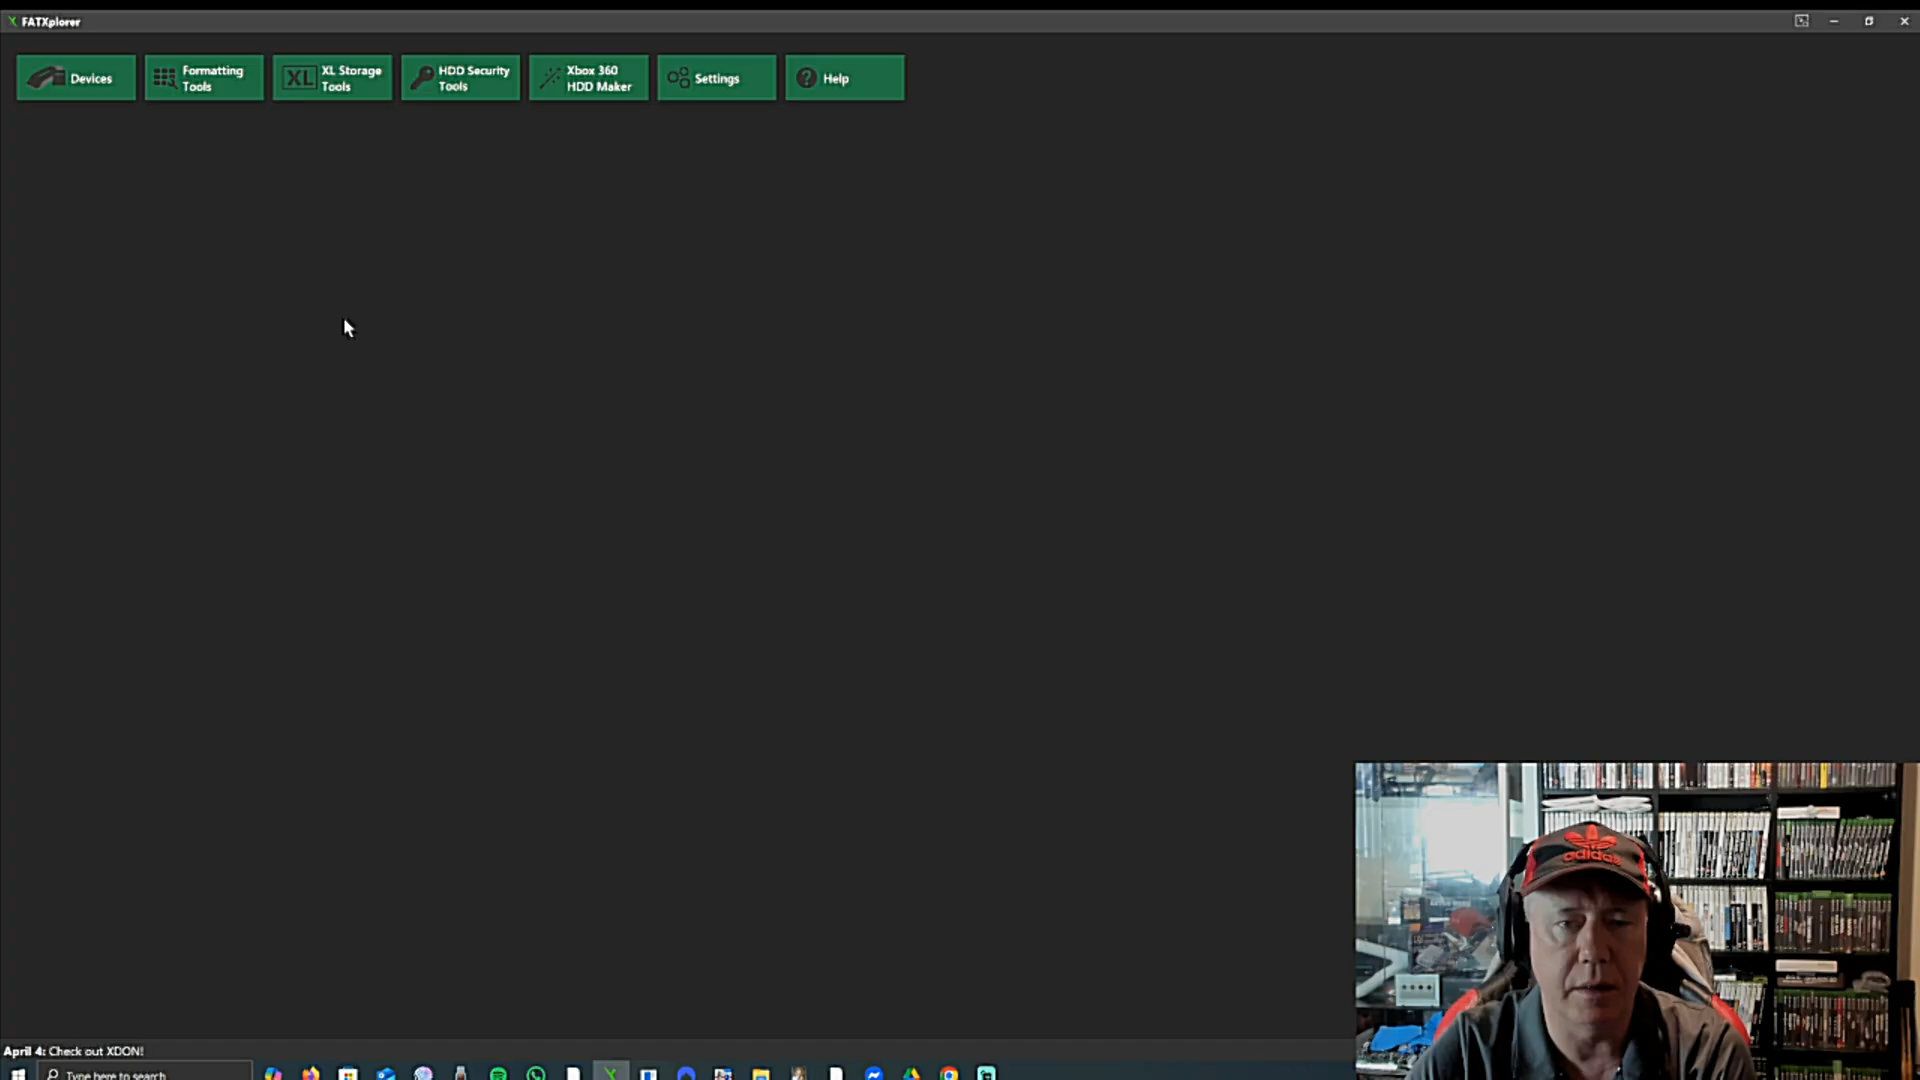 FATXplorer
Devices
Formatting
Tools
XL
XL Storage
Tools
HDD Security
Tools
Xbox 360
HDD Maker
Settings
Help
adidas
April 4: Check out XDON!
Type here to search